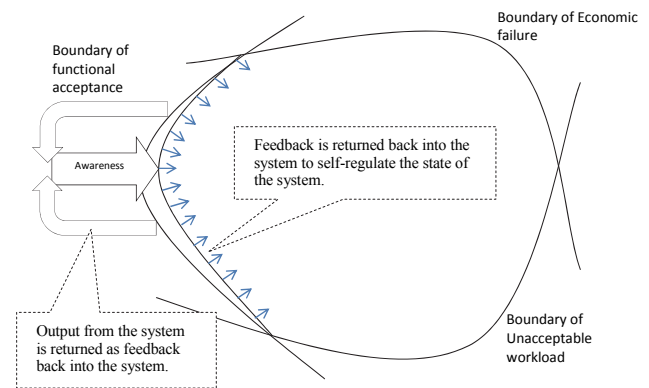 Boundary of Economic
failure
Boundary of
functional
acceptance
Awareness
Feedback is returned back into the
system to self-regulate the state of
the system.
Output from the system
is returned as feedback
back into the system.
Boundary of
Unacceptable
workload